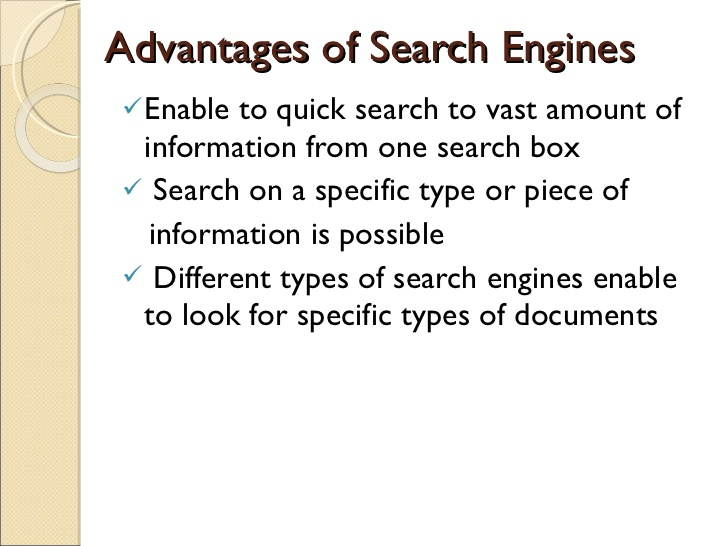 Advantages of Search Engines
✓Enable to quick search to vast amount of
information from one search box
✓ Search on a specific type or piece of
information is possible
✓ Different types of search engines enable
to look for specific types of documents